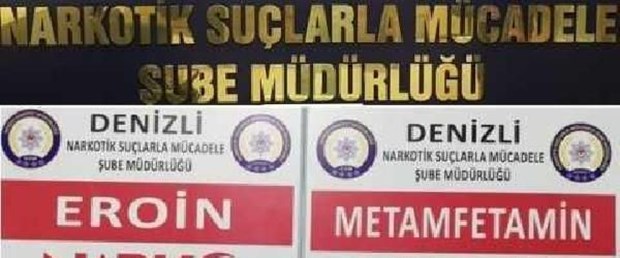 NARKOTİK SUÇLARLA MÜCADELE
ŞUBE MÜDÜRLÜĞÜ
DENİZLİ
NARKOTİK SUÇLARLA MÜCADELE
ŞUBE MÜDÜRLÜĞÜ
EROİN
DENİZLİ
NARKOTİK SUÇLARLA MÜCADELE
ŞUBE MÜDÜRLÜĞÜ
METAMFETAMİN